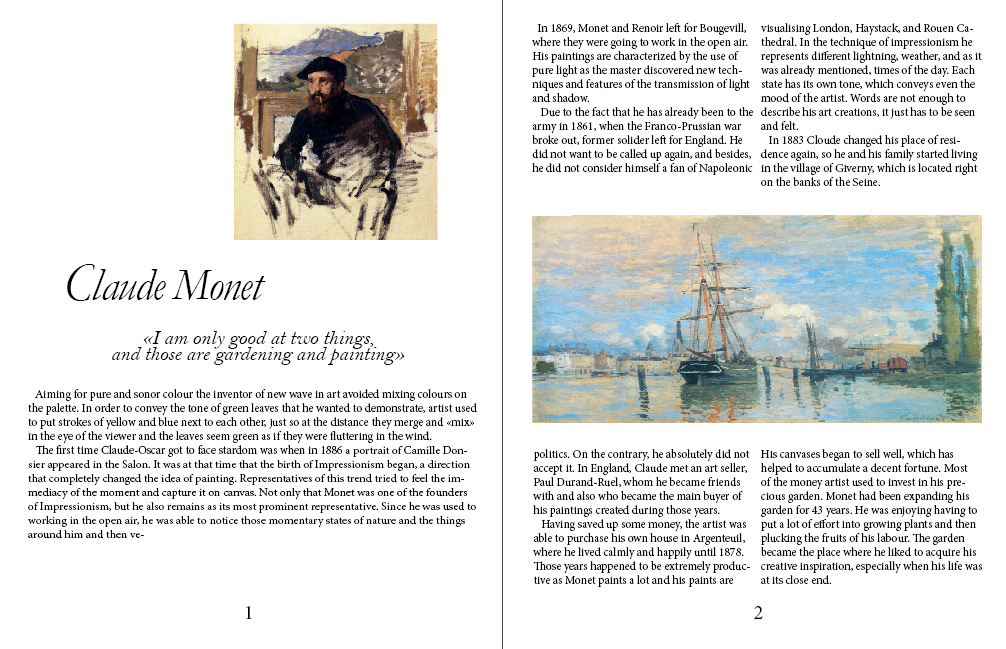 Claude Monet
«I am only good at two things,
and those are gardening and painting»
Aiming for pure and sonor colour the inventor of new wave in art avoided mixing colours on
the palette. In order to convey the tone of green leaves that he wanted to demonstrate, artist used
to put strokes of yellow and blue next to each other, just so at the distance they merge and «mix»
in the eye of the viewer and the leaves seem green as if they were fluttering in the wind.
The first time Claude-Oscar got to face stardom was when in 1886 a portrait of Camille Don-
sier appeared in the Salon. It was at that time that the birth of Impressionism began, a direction
that completely changed the idea of painting. Representatives of this trend tried to feel the im-
mediacy of the moment and capture it on canvas. Not only that Monet was one of the founders
of Impressionism, but he also remains as its most prominent representative. Since he was used to
working in the open air, he was able to notice those momentary states of nature and the things
around him and then ve-
1
In 1869, Monet and Renoir left for Bougevill,
where they were going to work in the open air.
His paintings are characterized by the use of
pure light as the master discovered new tech-
niques and features of the transmission of light
and shadow.
Due to the fact that he has already been to the
army in 1861, when the Franco-Prussian war
broke out, former solider left for England. He
did not want to be called up again, and besides,
he did not consider himself a fan of Napoleonic
politics. On the contrary, he absolutely did not
accept it. In England, Claude met an art seller,
Paul Durand-Ruel, whom he became friends
with and also who became the main buyer of
his paintings created during those years.
Having saved up some money, the artist was
able to purchase his own house in Argenteuil,
where he lived calmly and happily until 1878.
Those years happened to be extremely produc-
tive as Monet paints a lot and his paints are
visualising London, Haystack, and Rouen Ca-
thedral. In the technique of impressionism he
represents different lightning, weather, and as it
was already mentioned, times of the day. Each
state has its own tone, which conveys even the
mood of the artist. Words are not enough to
describe his art creations, it just has to be seen
and felt.
In 1883 Cloude changed his place of resi-
dence again, so he and his family started living
in the village of Giverny, which is located right
on the banks of the Seine.
His canvases began to sell well, which has
helped to accumulate a decent fortune. Most
of the money artist used to invest in his pre-
cious garden. Monet had been expanding his
garden for 43 years. He was enjoying having to
put a lot of effort into growing plants and then
plucking the fruits of his labour. The garden
became the place where he liked to acquire his
creative inspiration, especially when his life was
at its close end.
2